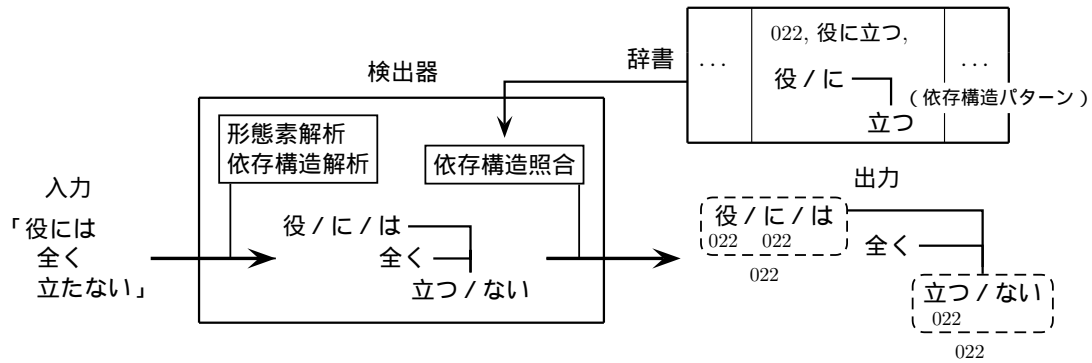 022, 役に立つ,
辞書
. . .
. . .
検出器
役 / に
( 依存構造パターン )
立つ
形態素解析
依存構造解析
依存構造照合
入力
出力
「役には
全く
立たない」
役 / に / は
全く
立つ / ない
役 / に / は
022 022
全く
022
立つ / ない
022
022